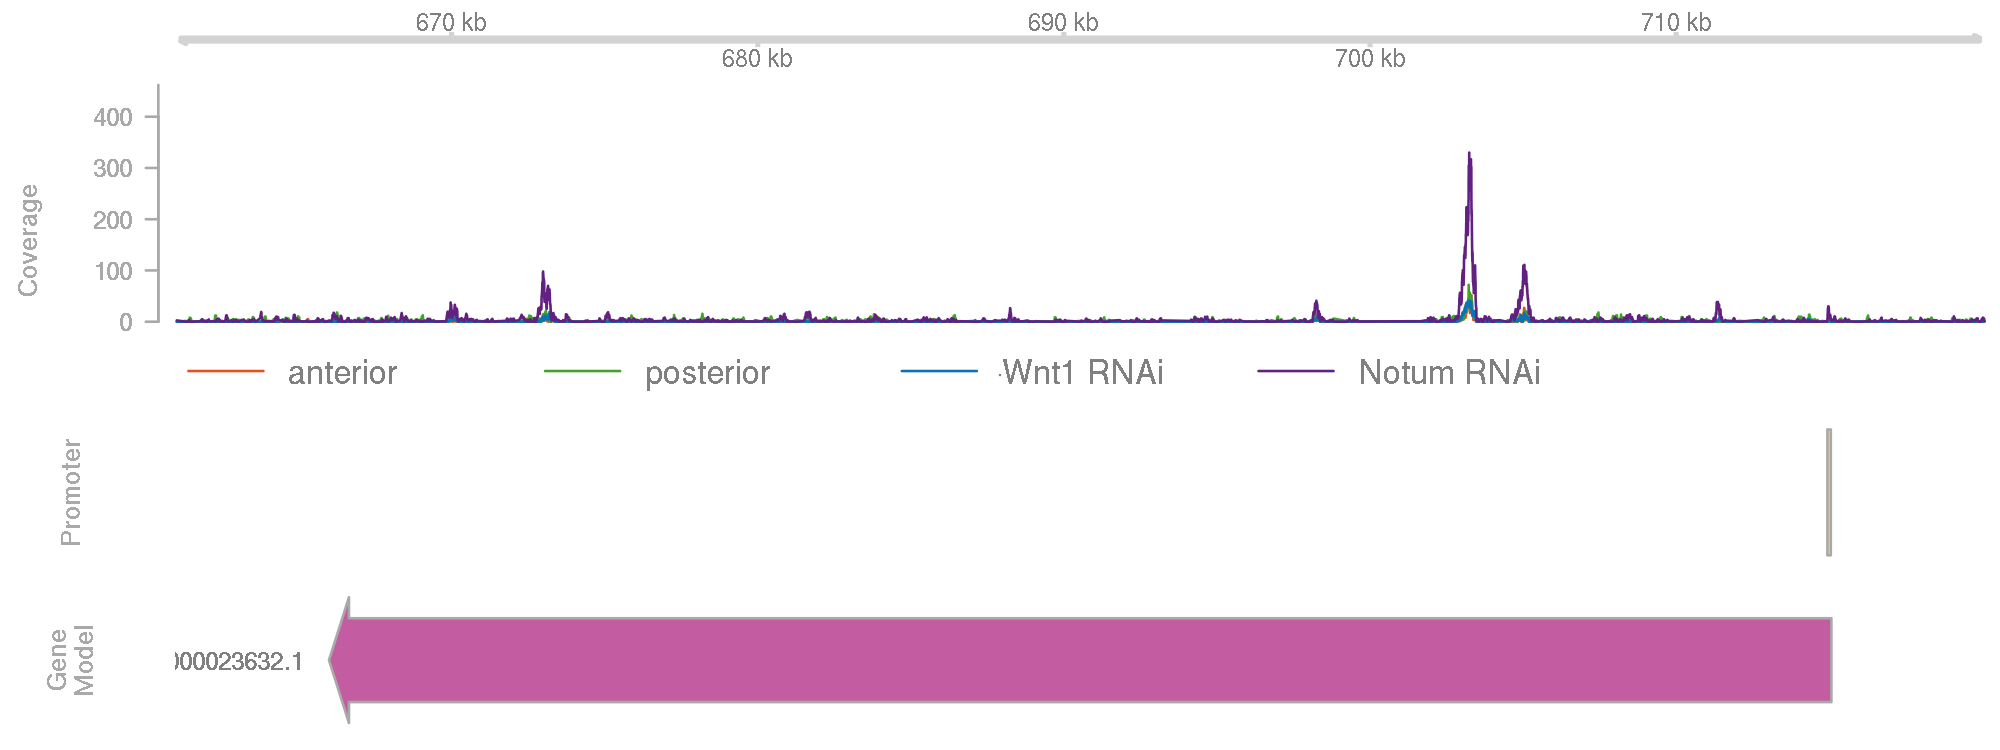 670 kb
690 kb
710 kb
680 kb
700 kb
Coverage
400
300
200
100
0
anterior
posterior
Wnt1 RNAi
Notum RNAi
Promoter
Gene
Model
000023632.1